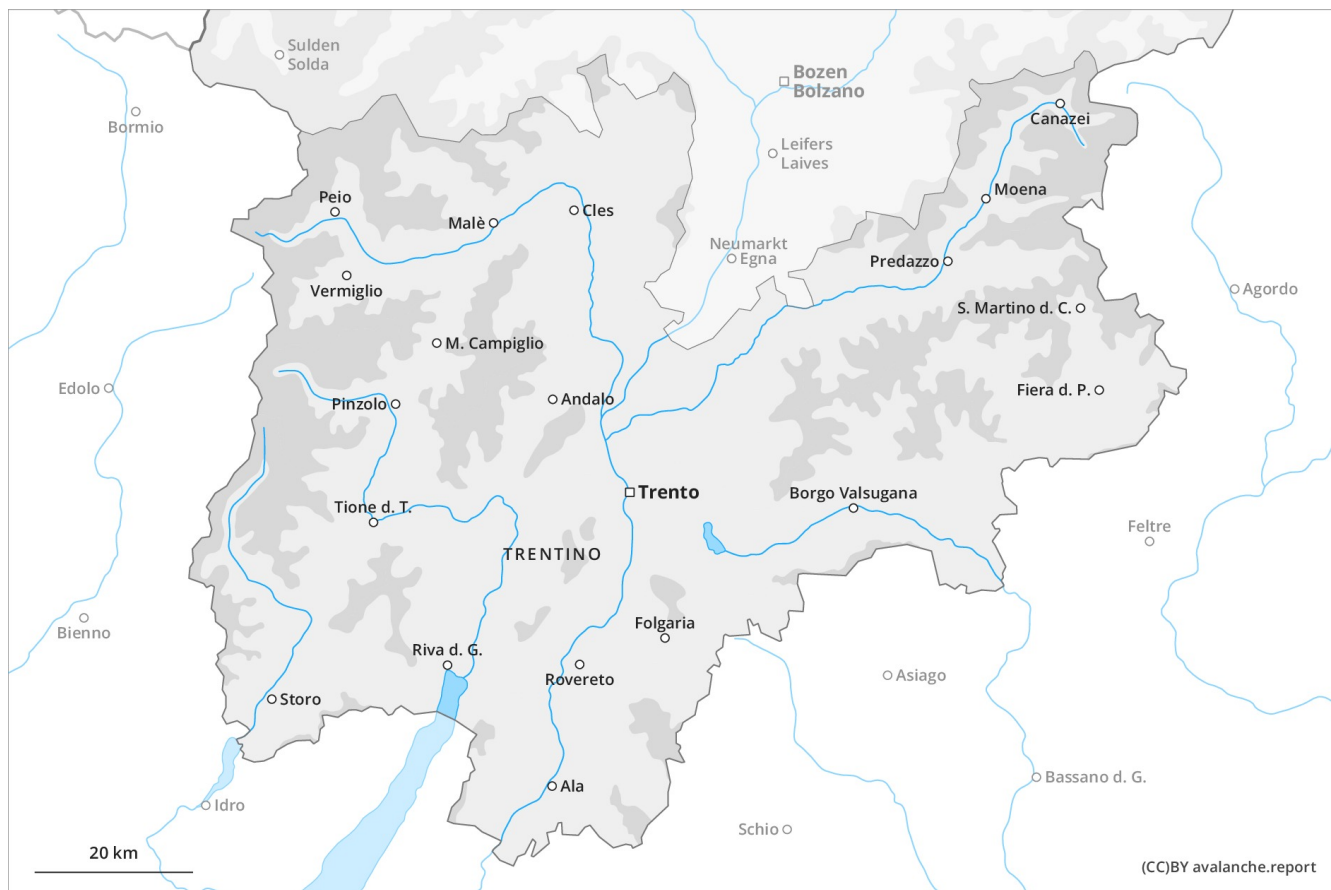 Sulden
Solda
Bozen
Bolzano
Bormio
Canazei
Leifers
Laives
Peio
Moena
Malè
Cles
Neumarkt
Egna
Predazzo
Vermiglio
Agordo
S. Martino d. C.
M. Campiglio
Edolo
Fiera d. P.
Pinzolo
Andalo
Trento
Borgo Valsugana
Tione d. T.
Feltre
TRENTINO
Bienno
Folgaria
Riva d. G.
Rovereto
Asiago
Storo
Bassano d. G.
Ala
Idro
Schio
20 km
(CC)BY avalanche.report